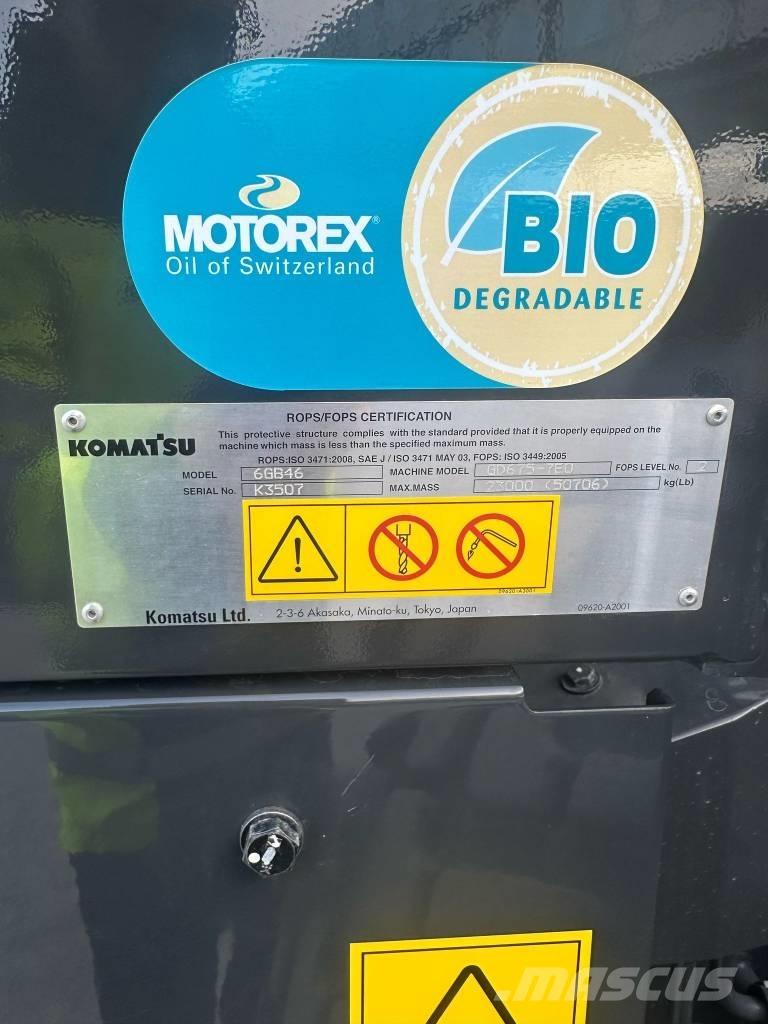 MOTOREX®
Oil of Switzerland
BIO
DEGRADABLE
ROPS/FOPS CERTIFICATION
KOMATSU
This protective structure complies with the standard provided that it is properly equipped on the
machine which mass is less than the specified maximum mass.
ROPS:ISO 3471:2008, SAE J / ISO 3471 MAY 03, FOPS: ISO 3449:2005
MODEL 6GB46 MACHINE MODEL GD675-7E0 FOPS LEVEL No. 2
SERIAL No. K3507 MAX.MASS 23000 (50706) kg(Lb)
09620-A3001
Komatsu Ltd. 2-3-6 Akasaka, Minato-ku, Tokyo, Japan 09620-A2001
MASCUS